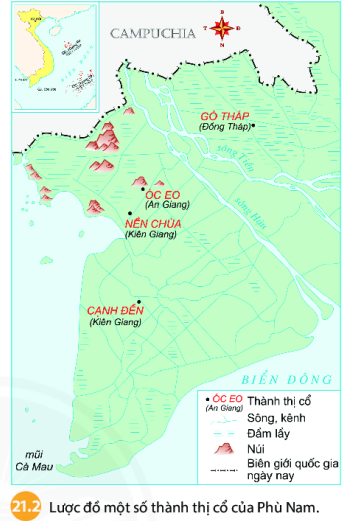 CAMPUCHIA
B
T
Đ
N
GÒ THÁP
(Đồng Tháp)
sông Tiền
sông Hậu
ÓC EO
(An Giang)
NỀN CHÙA
(Kiên Giang)
CẠNH ĐỀN
(Kiên Giang)
BIỂN ĐÔNG
mũi
Cà Mau
ÓC EO
(An Giang)
Thành thị cổ
Sông, kênh
Đầm lầy
Núi
Biên giới quốc gia
ngày nay
21.2 Lược đồ một số thành thị cổ của Phù Nam.